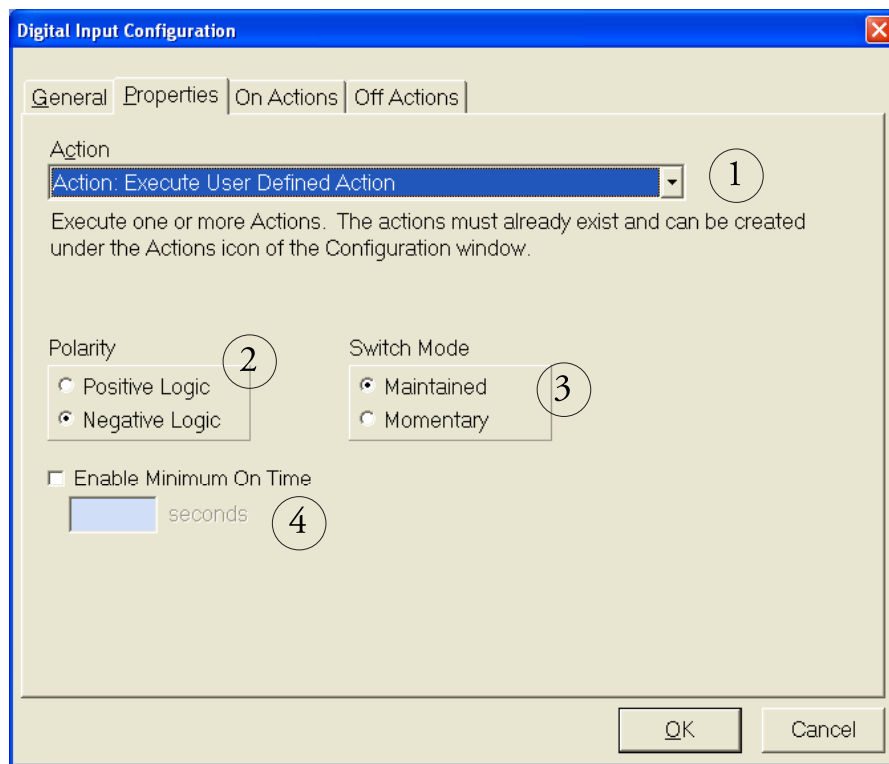 Digital Input Configuration
General Properties On Actions Off Actions
Action
Action: Execute User Defined Action
1
Execute one or more Actions. The actions must already exist and can be created
under the Actions icon of the Configuration window.
Polarity
2
Positive Logic
Negative Logic
Switch Mode
3
Maintained
Momentary
Enable Minimum On Time
seconds
4
OK Cancel